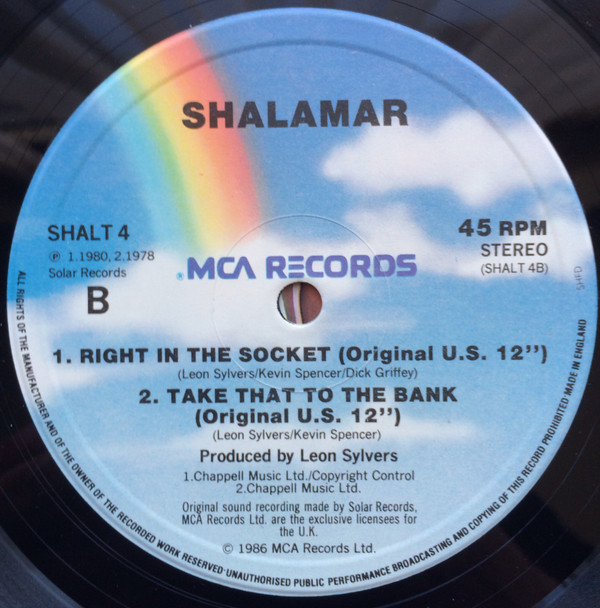 SHALAMAR
SHALT 4
℗ 1.1980, 2.1978
Solar Records
B
45 RPM
STEREO
(SHALT 4B)
SHFD
®MCA RECORDS
1. RIGHT IN THE SOCKET (Original U.S. 12”)
(Leon Sylvers/Kevin Spencer/Dick Griffey)
2. TAKE THAT TO THE BANK
(Original U.S. 12”)
(Leon Sylvers/Kevin Spencer)
Produced by Leon Sylvers
1.Chappell Music Ltd./Copyright Control
2.Chappell Music Ltd.
Original sound recording made by Solar Records,
MCA Records Ltd. are the exclusive licensees for
the U.K.
© 1986 MCA Records Ltd.
ALL RIGHTS OF THE MANUFACTURER AND OF THE OWNER OF THE RECORDED WORK RESERVED·UNAUTHORISED PUBLIC PERFORMANCE BROADCASTING AND COPYING OF THIS RECORD PROHIBITED MADE IN ENGLAND